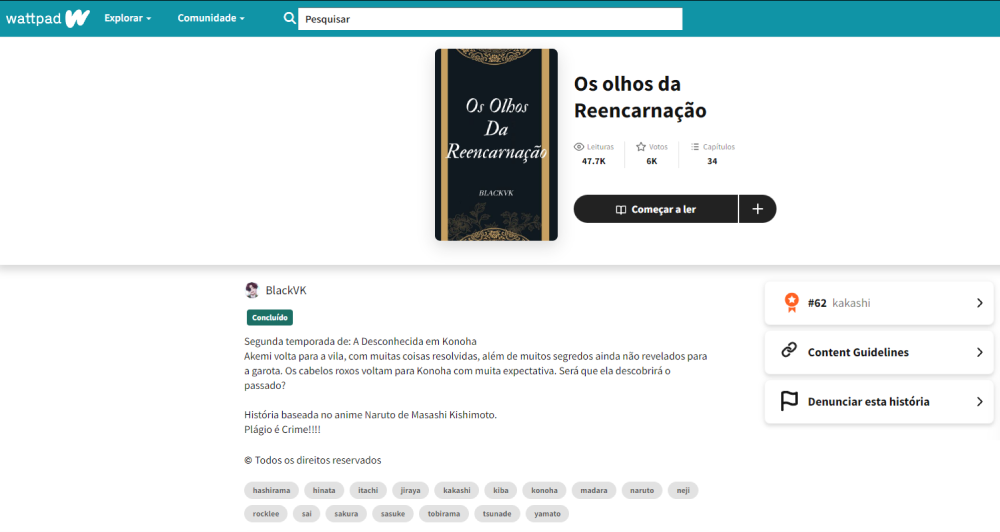 wattpad
Explorar
Comunidade
Pesquisar
Os Olhos
Da
Reencarnação
BLACKVK
Os olhos da
Reencarnação
Leituras
47.7K
Votos
6K
Capítulos
34
Começar a ler
BlackVK
Concluído
Segunda temporada de: A Desconhecida em Konoha
Akemi volta para a vila, com muitas coisas resolvidas, além de muitos segredos ainda não revelados para
a garota. Os cabelos roxos voltam para Konoha com muita expectativa. Será que ela descobrirá o
passado?
História baseada no anime Naruto de Masashi Kishimoto.
Plágio é Crime!!!!
© Todos os direitos reservados
hashirama hinata itachi jiraya kakashi kiba konoha madara naruto neji
rocklee sai sakura sasuke tobirama tsunade yamato
#62 kakashi
Content Guidelines
Denunciar esta história